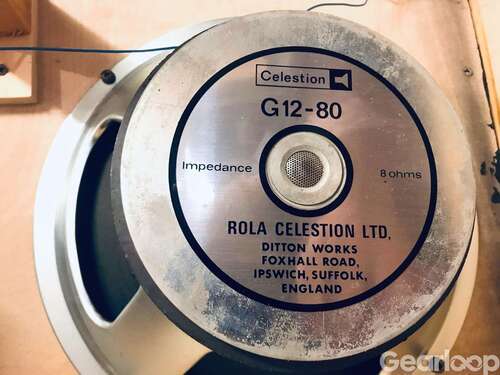 Celestion
G12-80
Impedance 8 ohms
ROLA CELESTION LTD,
DITTON WORKS
FOXHALL ROAD,
IPSWICH, SUFFOLK,
ENGLAND
Gearloop